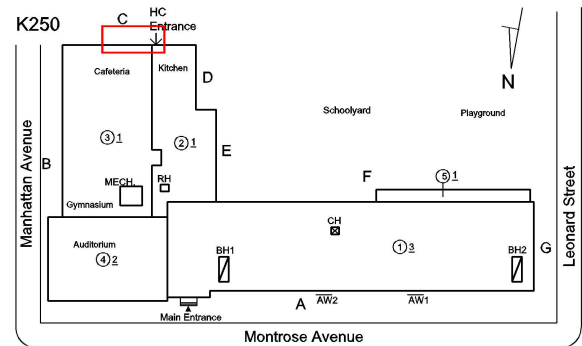 K250
C
HC
Entrance
Cafeteria
Kitchen
D
N
Schoolyard
Playground
Manhattan Avenue
B
③ 1
② 1
E
Leonard Street
MECH.
RH
F
⑤ 1
Gymnasium
CH
Auditorium
④ 2
BH1
① 3
BH2
G
A
AW2
AW1
Main Entrance
Montrose Avenue